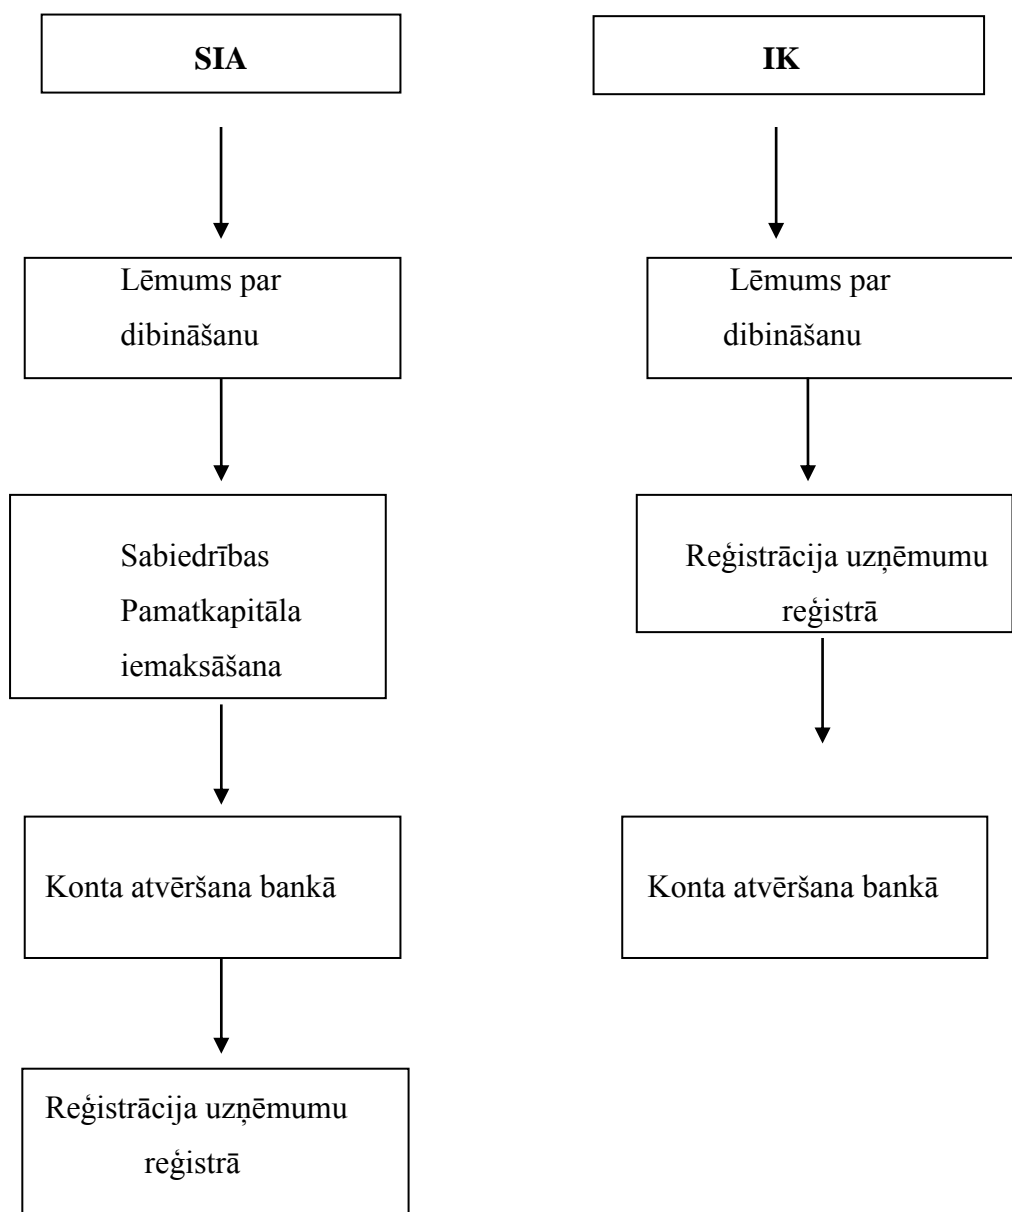 SIA
Lēmums par
dibināšanu
Sabiedrības
Pamatkapitāla
iemaksāšana
Konta atvēršana bankā
Reģistrācija uzņēmumu
reģistrā
IK
Lēmums par
dibināšanu
Reģistrācija uzņēmumu
reģistrā
Konta atvēršana bankā